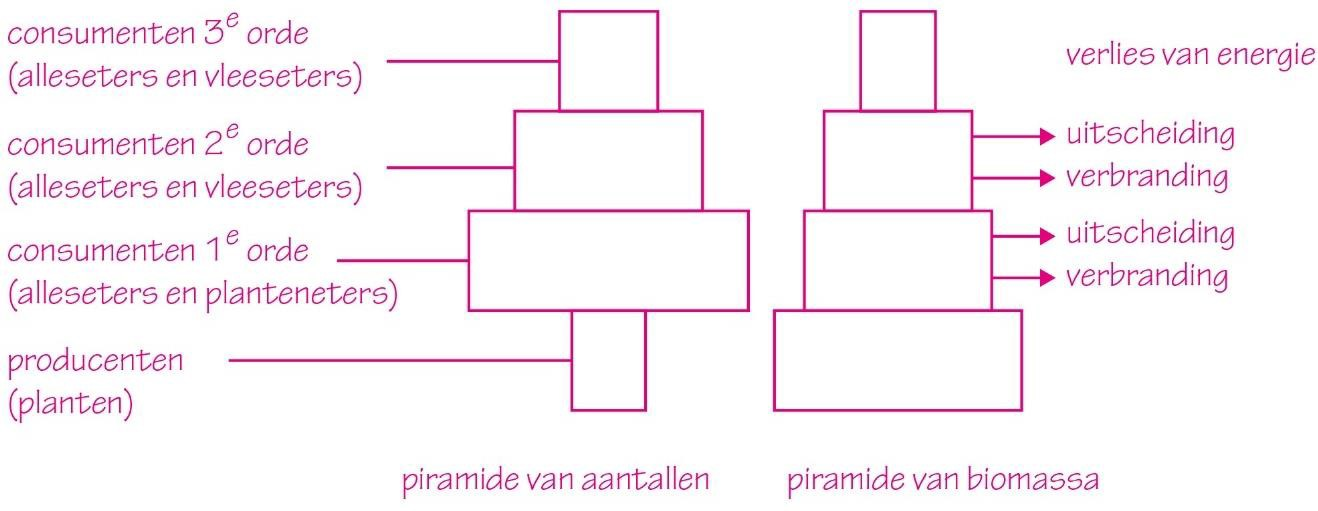 consumenten 3e orde
(alleseters en vleeseters)
consumenten 2e orde
(alleseters en vleeseters)
consumenten 1e orde
(alleseters en planteneters)
producenten
(planten)
verlies van energie
uitscheiding
verbranding
uitscheiding
verbranding
piramide van aantallen
piramide van biomassa